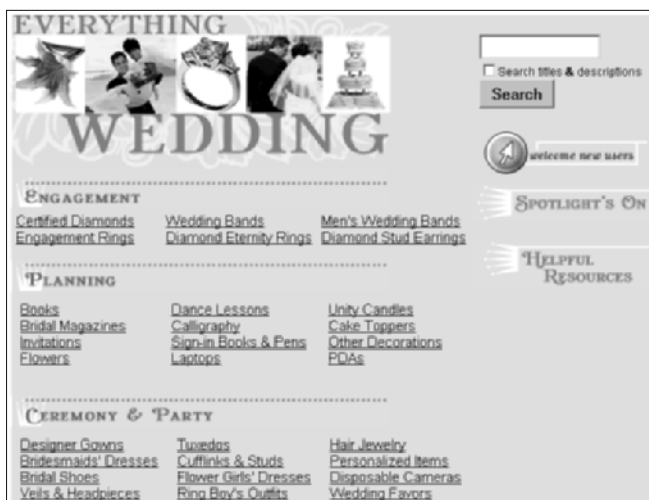 EVERYTHING
WEDDING
Search titles & descriptions
Search
welcome new users
SPOTLIGHT'S ON
HELPFUL
RESOURCES
ENGAGEMENT
Certified Diamonds Wedding Bands Men's Wedding Bands
Engagement Rings Diamond Eternity Rings Diamond Stud Earrings
PLANNING
Books Dance Lessons Unity Candles
Bridal Magazines Calligraphy Cake Toppers
Invitations Sign-in Books & Pens Other Decorations
Flowers Laptops PDAs
CEREMONY & PARTY
Designer Gowns Tuxedos Hair Jewelry
Bridesmaids' Dresses Cufflinks & Studs Personalized Items
Bridal Shoes Flower Girls' Dresses Disposable Cameras
Veils & Headpieces Ring Boy's Outfits Wedding Favors